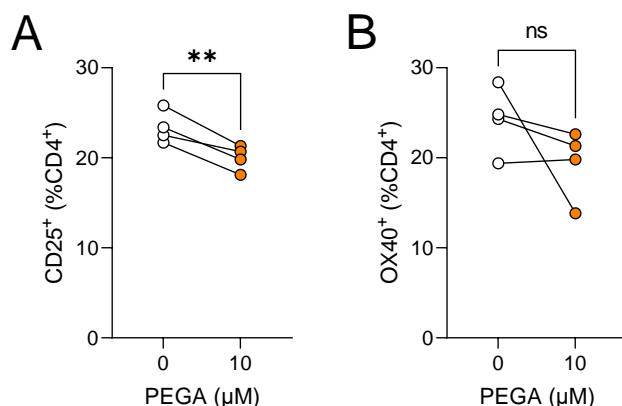 A
**
30
20
10
0
CD25⁺ (%CD4⁺)
0 10
PEGA (µM)
B
ns
30
20
10
0
OX40⁺ (%CD4⁺)
0 10
PEGA (µM)